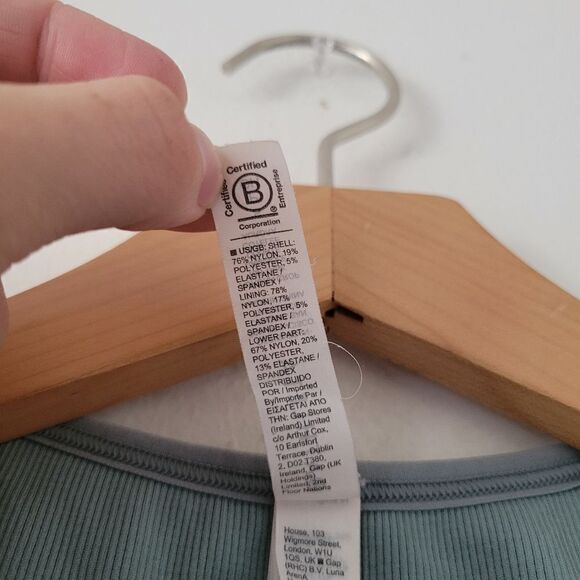 Certified
Certified
B
®
Entreprise
Corporation
■ US/GB: SHELL:
76% NYLON, 19%
POLYESTER, 5%
ELASTANE /
SPANDEX /
LINING: 78%
NYLON, 17%
POLYESTER, 5%
ELASTANE /
SPANDEX /
LOWER PART:
67% NYLON, 20%
POLYESTER,
13% ELASTANE /
SPANDEX
DISTRIBUIDO
POR / Imported
By/Importe Par /
ΕΙΣΑΓΕΤΑΙ ΑΠΟ
ΤΗΝ: Gap Stores
(Ireland) Limited
c/o Arthur Cox,
10 Earlsfort
Terrace, Dublin
2, D02 T380,
Ireland, Gap (UK
Holdings)
Limited, 2nd
Floor Nations
House, 103
Wigmore Street,
London, W1U
1QS, UK ■ Gap
(RHC) B.V. Luna
ArenA